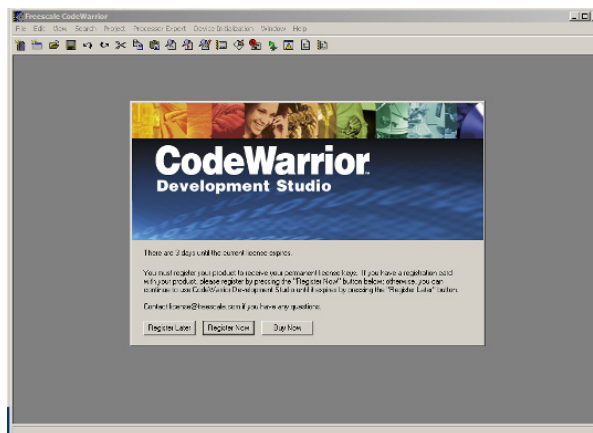 Freescale CodeWarrior
File Edit View Search Project Processor Expert Device Initialization Window Help
CodeWarrior
Development Studio
There are 3 days until the current license expires.
You must register your product to receive your permanent license keys. If you have a registration card
with your product, please register by pressing the "Register Now" button below; otherwise, you can
continue to use CodeWarrior Development Studio until it expires by pressing the "Register Later" button.
Contact license@freescale.com if you have any questions.
Register Later Register Now Buy Now